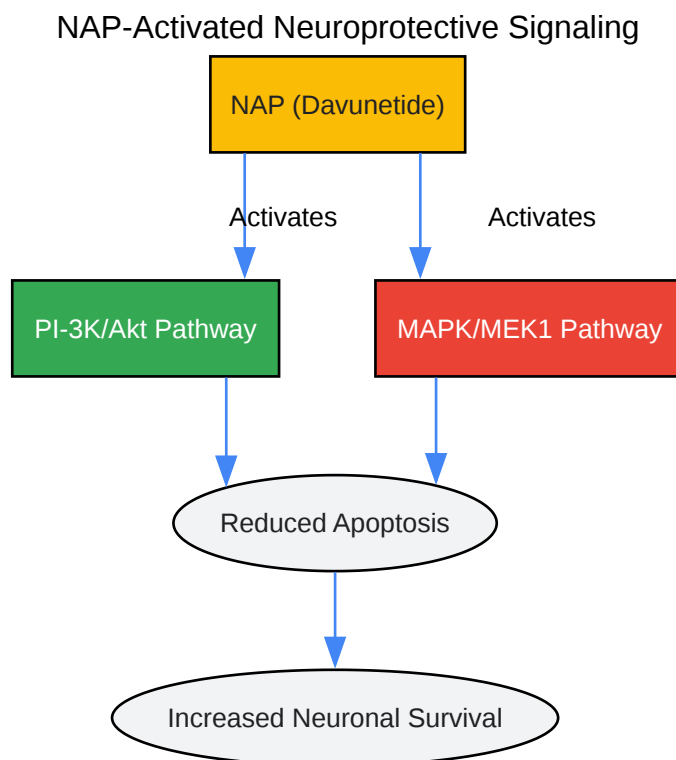 NAP-Activated Neuroprotective Signaling
NAP (Davunetide)
Activates
Activates
PI-3K/Akt Pathway
MAPK/MEK1 Pathway
Reduced Apoptosis
Increased Neuronal Survival